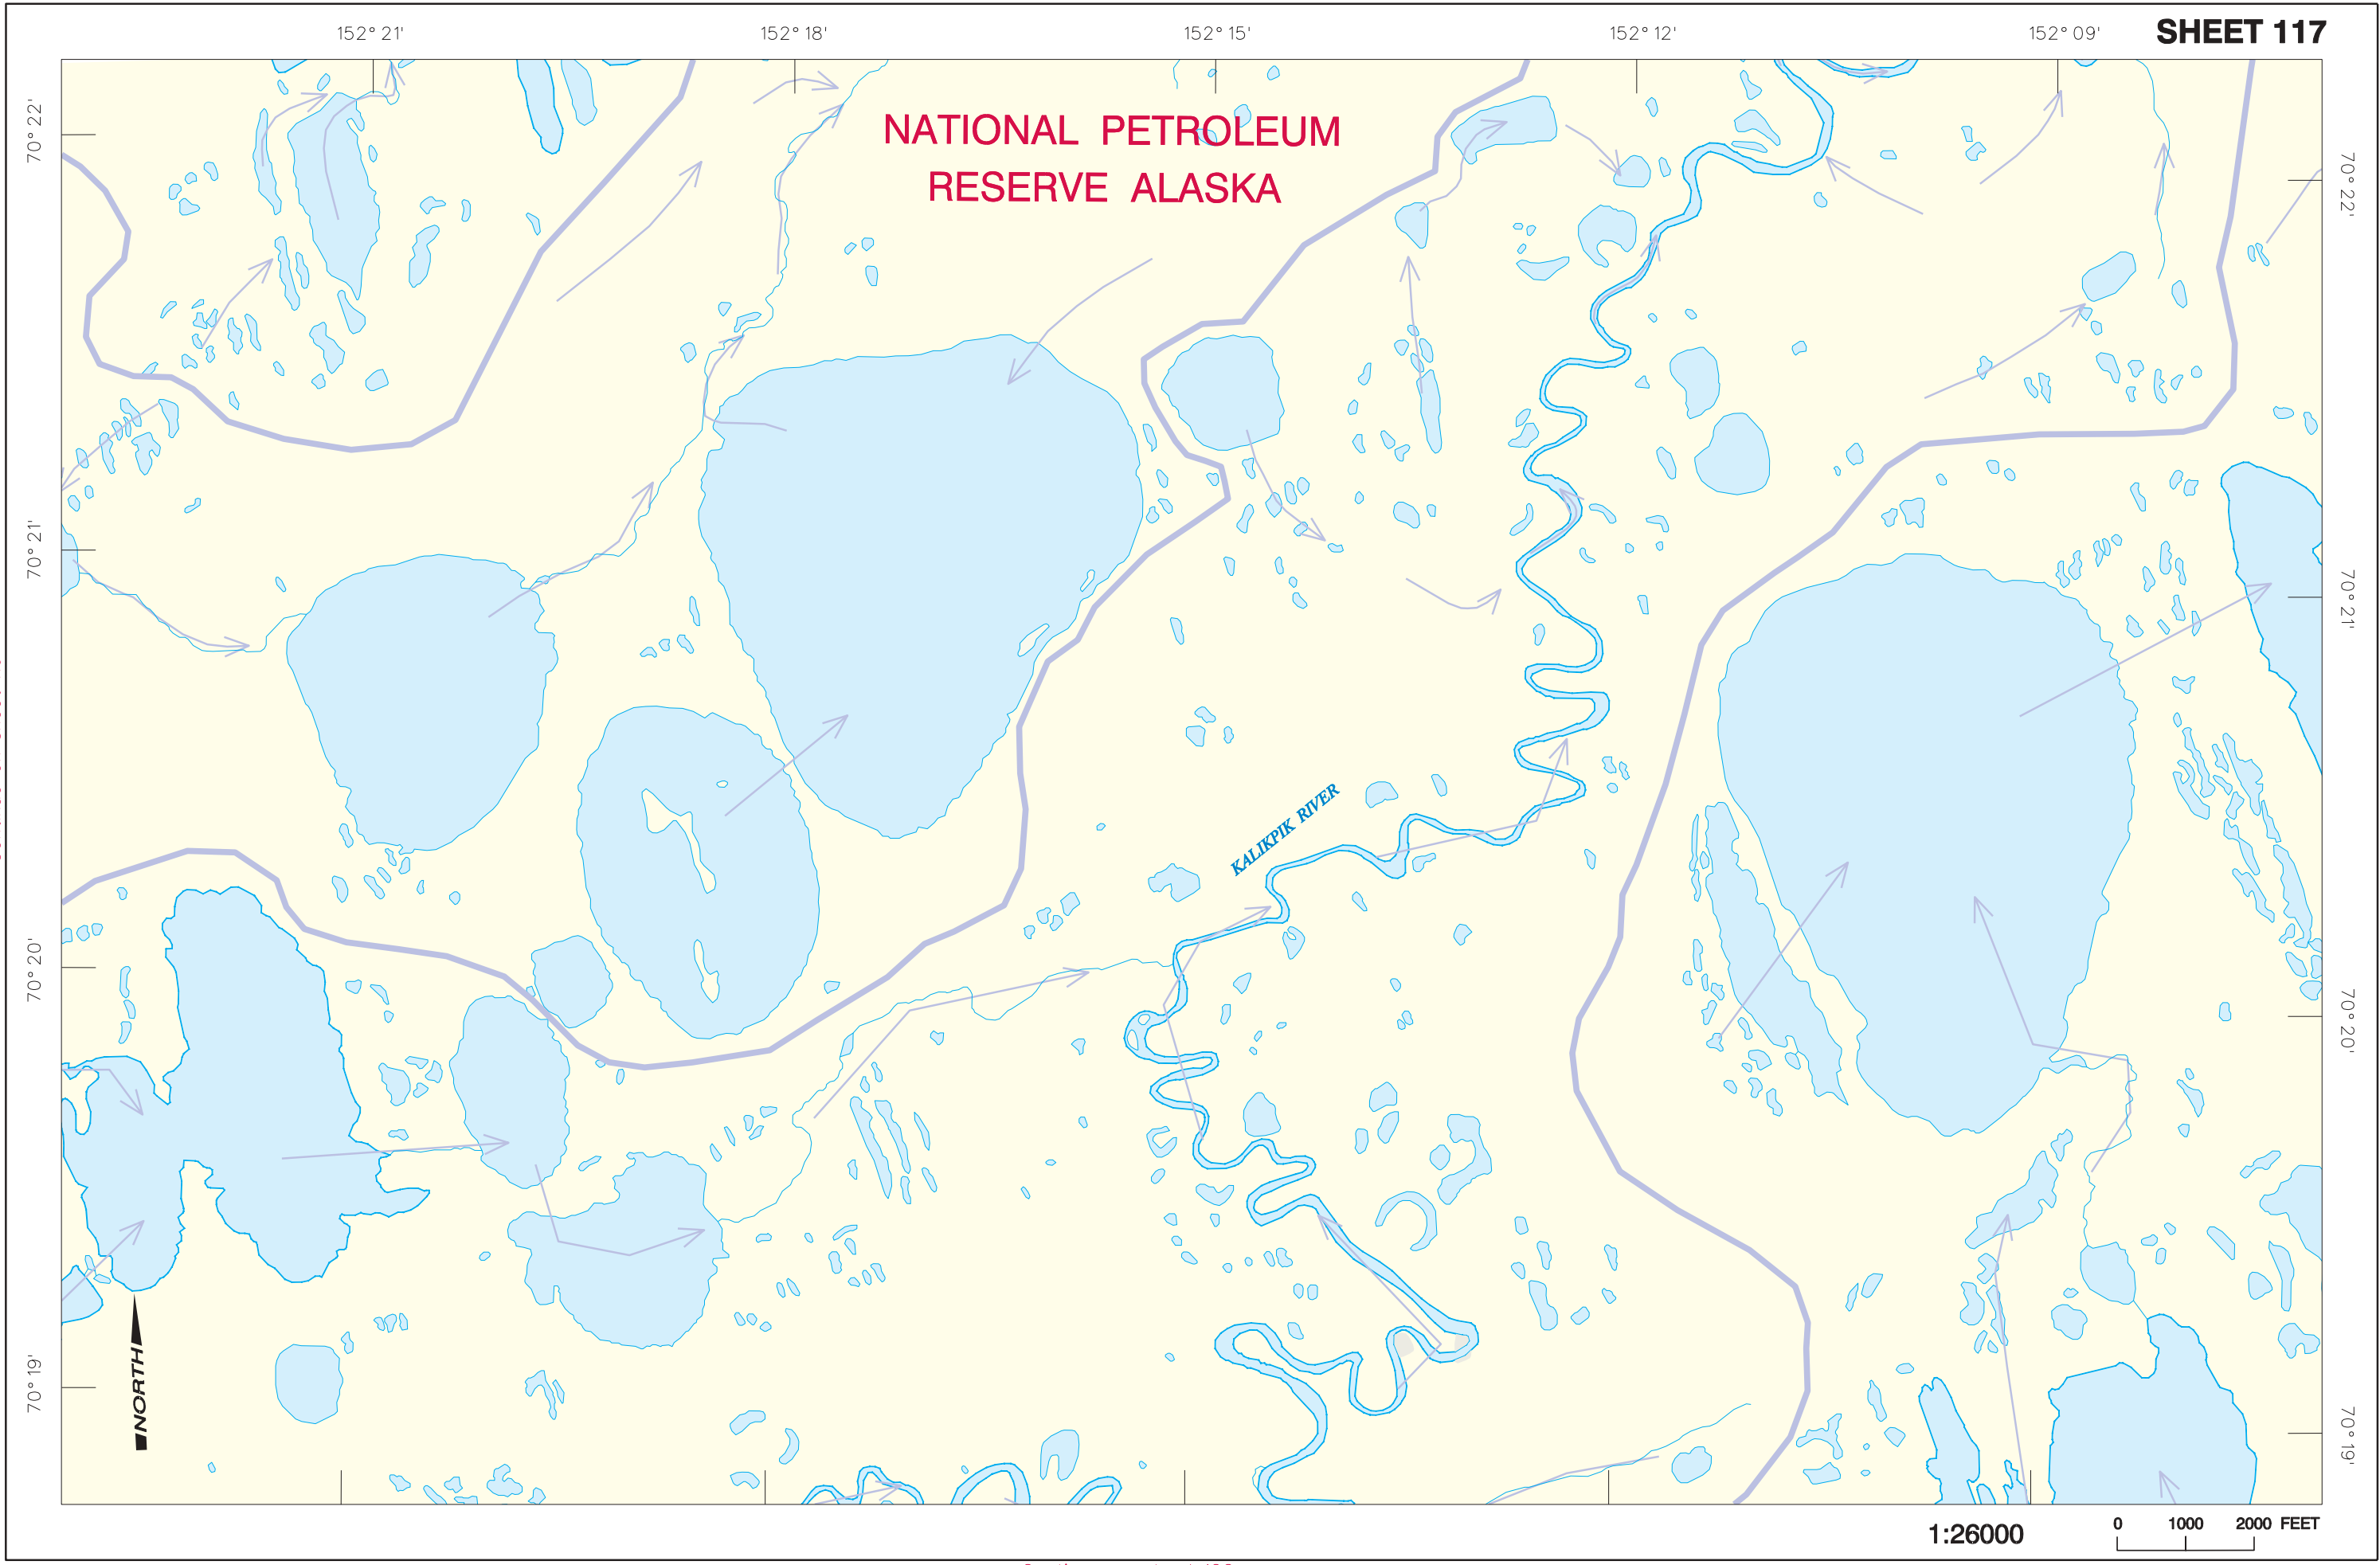 152° 21' 152° 18' 152° 15' 152° 12' 152° 09' SHEET 117
70° 22'
NATIONAL PETROLEUM
RESERVE ALASKA
70° 22'
70° 21'
70° 21'
KALIKPIK RIVER
70° 20'
70° 20'
70° 19'
NORTH
70° 19'
1:26000
0 1000 2000 FEET